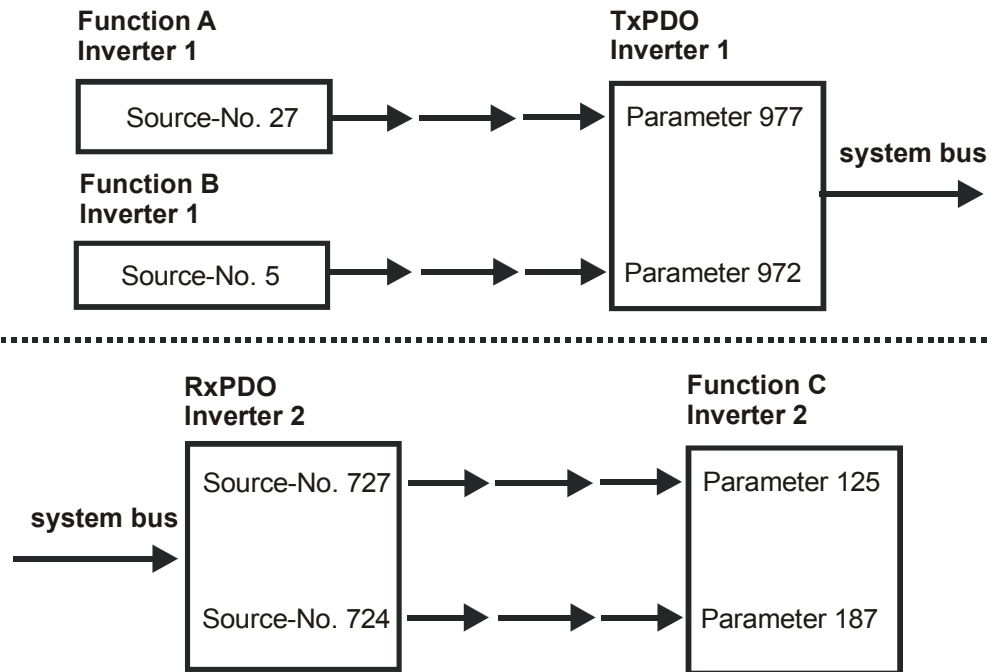 Function A
Inverter 1
Source-No. 27
Function B
Inverter 1
Source-No. 5
TxPDO
Inverter 1
Parameter 977
Parameter 972
system bus
system bus
RxPDO
Inverter 2
Source-No. 727
Source-No. 724
Function C
Inverter 2
Parameter 125
Parameter 187